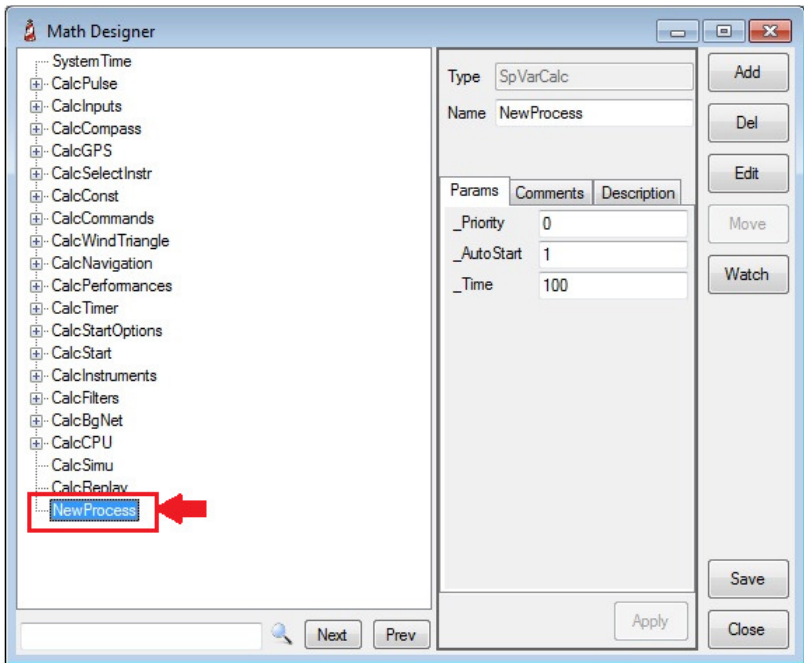 Math Designer
SystemTime
CalcPulse
CalcInputs
CalcCompass
CalcGPS
CalcSelectInstr
CalcConst
CalcCommands
CalcWindTriangle
CalcNavigation
CalcPerformances
CalcTimer
CalcStartOptions
CalcStart
CalcInstruments
CalcFilters
CalcBgNet
CalcCPU
CalcSimu
CalcReplay
NewProcess
Next Prev
Type SpVarCalc
Name NewProcess
Params Comments Description
_Priority 0
_AutoStart 1
_Time 100
Apply
Add
Del
Edit
Move
Watch
Save
Close